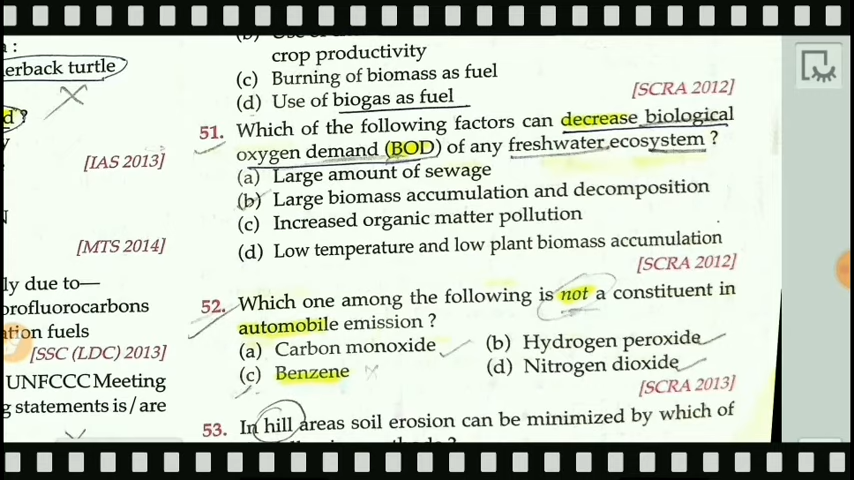 a :
erback turtle
d ?
y
[IAS 2013]
N
[MTS 2014]
ly due to—
orofluorocarbons
ation fuels
[SSC (LDC) 2013]
UNFCCC Meeting
g statements is/are
crop productivity
(c) Burning of biomass as fuel
(d) Use of biogas as fuel
[SCRA 2012]
51. Which of the following factors can decrease biological
oxygen demand (BOD) of any freshwater ecosystem ?
(a) Large amount of sewage
(b) Large biomass accumulation and decomposition
(c) Increased organic matter pollution
(d) Low temperature and low plant biomass accumulation
[SCRA 2012]
52. Which one among the following is not a constituent in
automobile emission ?
(a) Carbon monoxide (b) Hydrogen peroxide
(c) Benzene (d) Nitrogen dioxide
[SCRA 2013]
53. In hill areas soil erosion can be minimized by which of